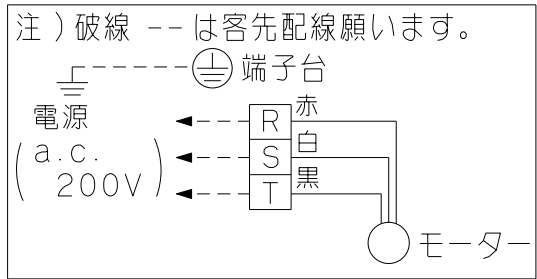 注)破線 -- は客先配線願います。
端子台
電源
(a.c.
200V)
R 赤
S 白
T 黒
モーター